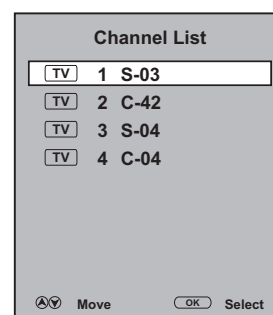 Channel List
TV 1 S-03
TV 2 C-42
TV 3 S-04
TV 4 C-04
Move OK Select